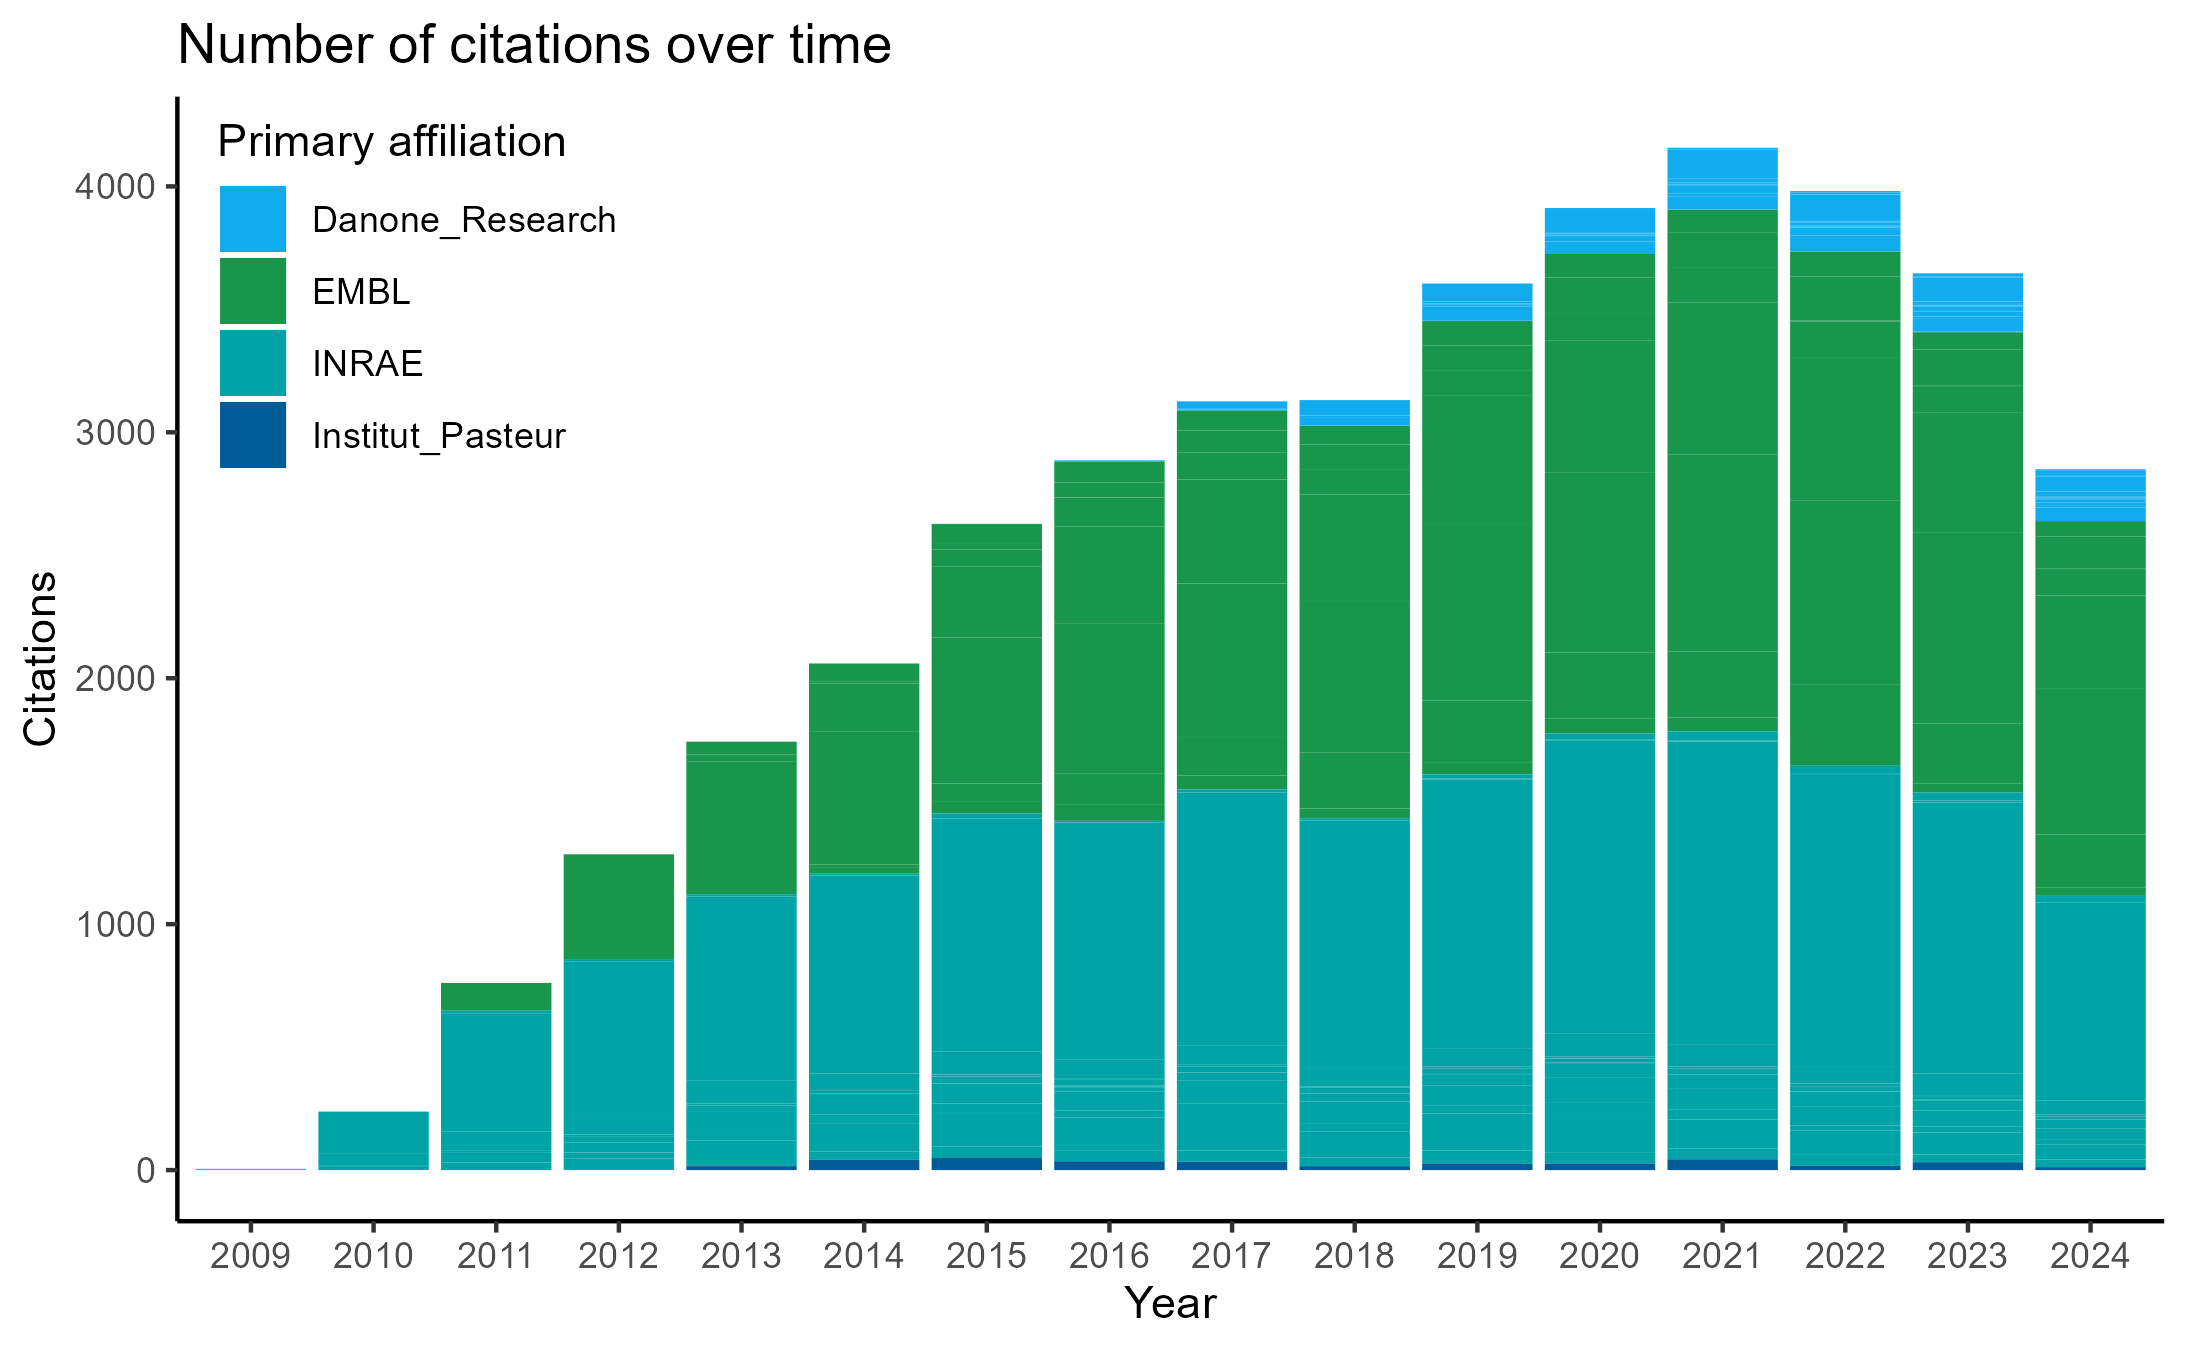 Number of citations over time
Primary affiliation
Danone_Research
EMBL
INRAE
Institut_Pasteur
Citations
4000
3000
2000
1000
0
2009 2010 2011 2012 2013 2014 2015 2016 2017 2018 2019 2020 2021 2022 2023 2024
Year